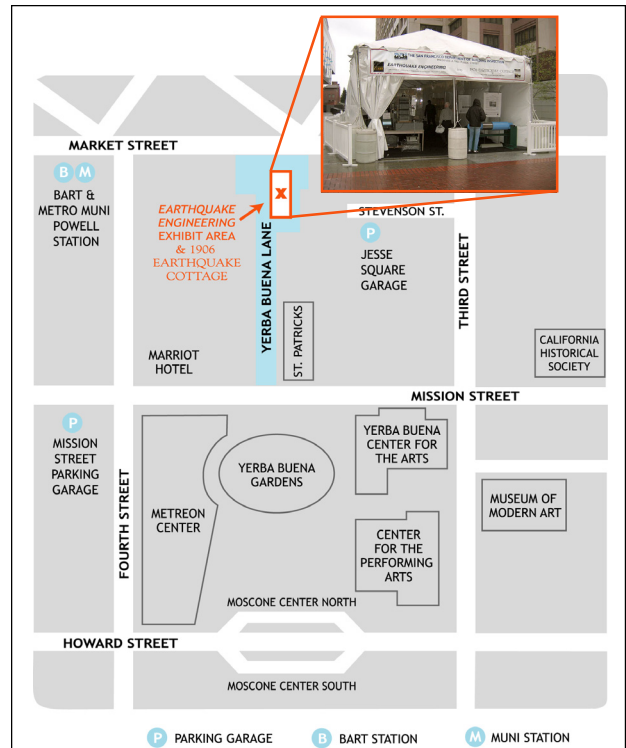 THE SAN FRANCISCO
EARTHQUAKE ENGINEERING
MARKET STREET
B M
BART &
METRO MUNI
POWELL
STATION
EARTHQUAKE
ENGINEERING
EXHIBIT AREA
& 1906
EARTHQUAKE
COTTAGE
X
YERBA BUENA LANE
STEVENSON ST.
P
JESSE
SQUARE
GARAGE
THIRD STREET
MARRIOT
HOTEL
ST. PATRICKS
CALIFORNIA
HISTORICAL
SOCIETY
MISSION STREET
P
MISSION
STREET
PARKING
GARAGE
FOURTH STREET
METREON
CENTER
YERBA BUENA
GARDENS
YERBA BUENA
CENTER FOR
THE ARTS
MUSEUM OF
MODERN ART
CENTER
FOR THE
PERFORMING
ARTS
MOSCONE CENTER NORTH
HOWARD STREET
MOSCONE CENTER SOUTH
P PARKING GARAGE
B BART STATION
M MUNI STATION